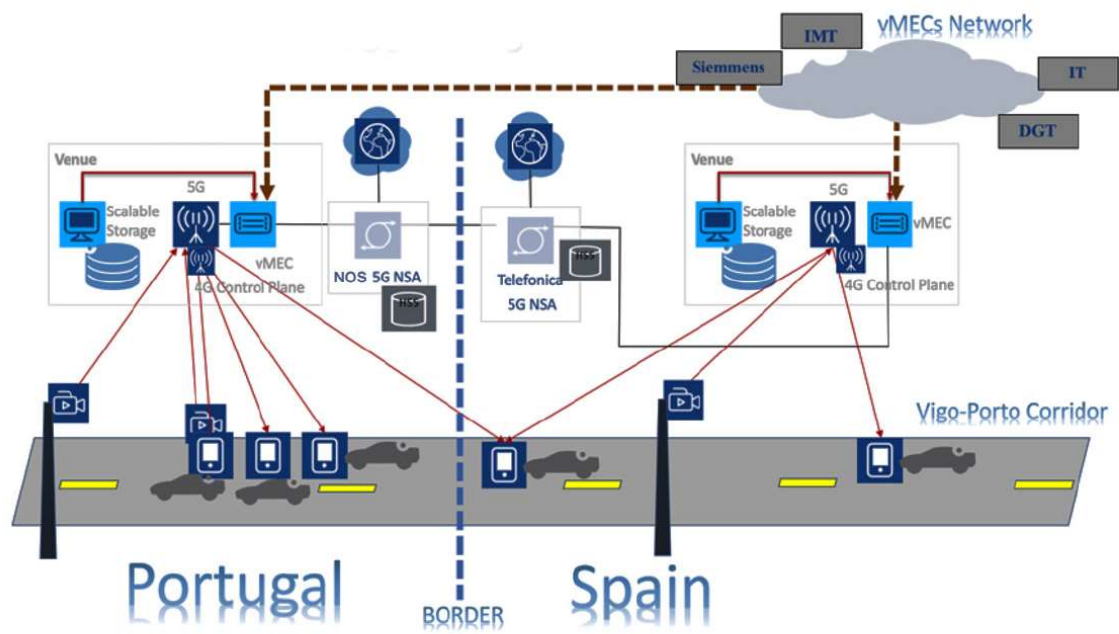 vMECs Network
IMT
Siemmens
IT
DGT
Venue
5G
Scalable
Storage
vMEC
4G Control Plane
NOS 5G NSA
HSS
Telefonica
5G NSA
HSS
Venue
5G
Scalable
Storage
vMEC
4G Control Plane
Vigo-Porto Corridor
Portugal
BORDER
Spain